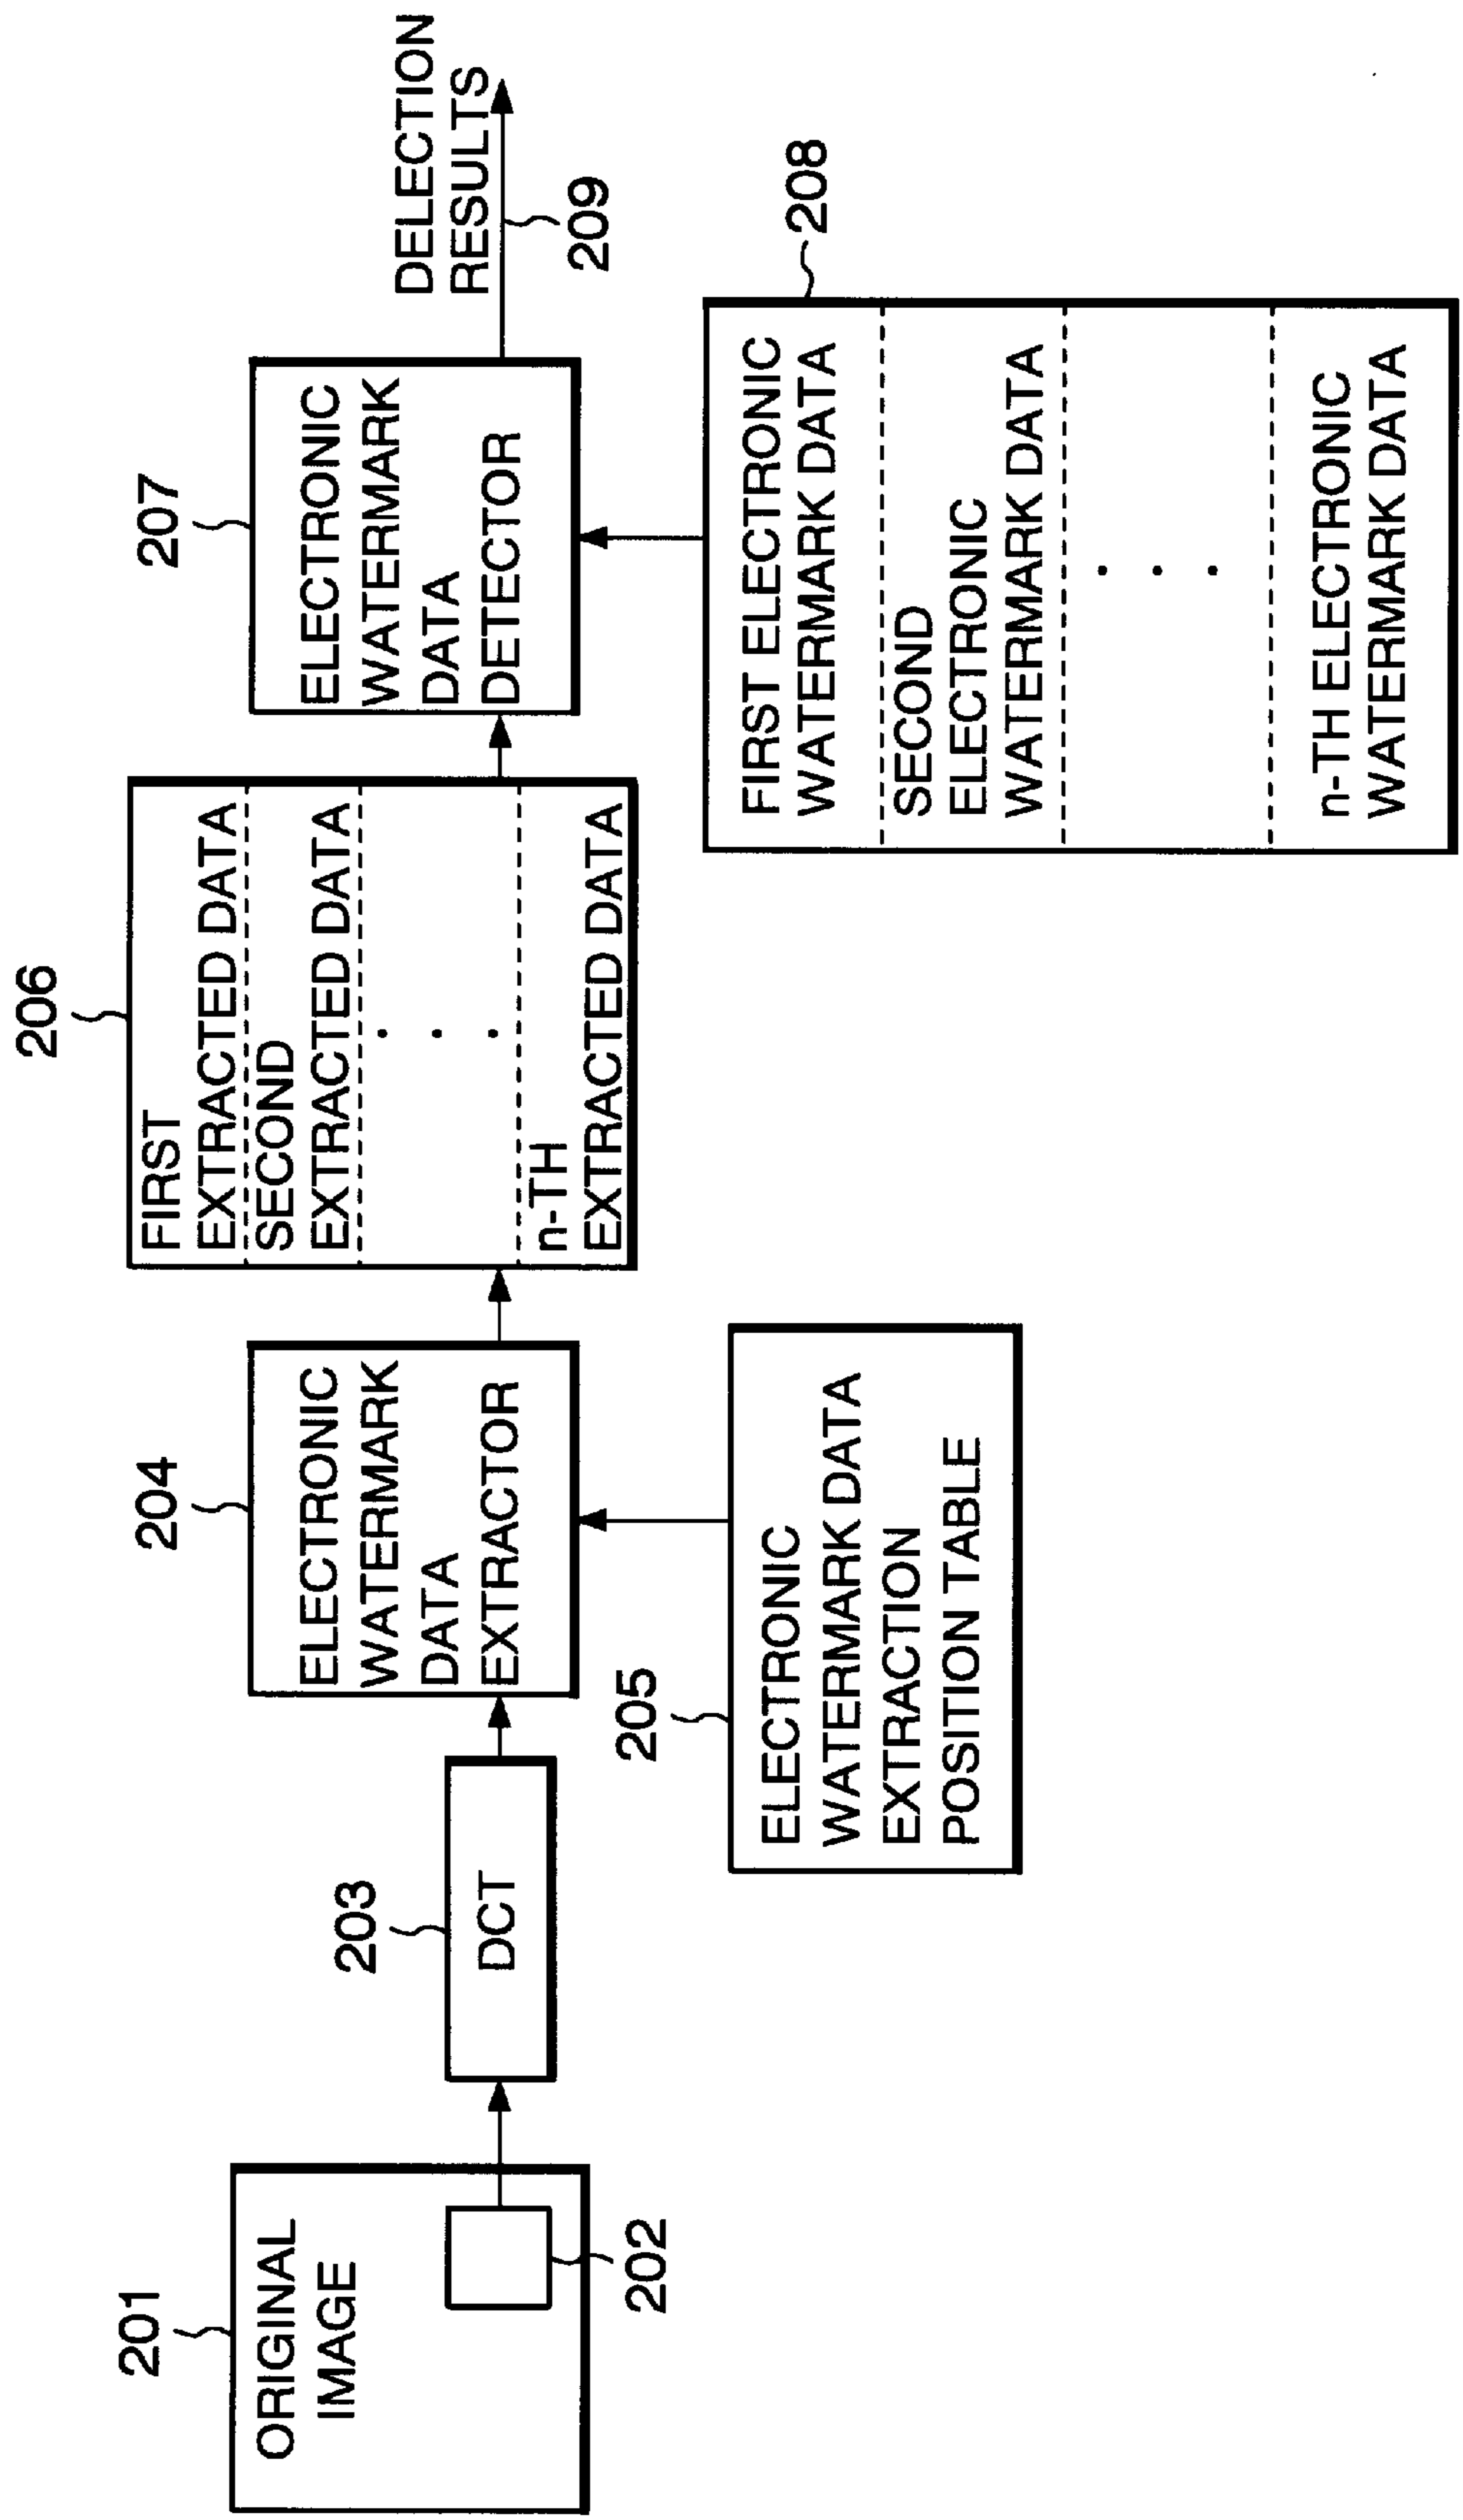 201
ORIGINAL
IMAGE
202
203
DCT
204
ELECTRONIC
WATERMARK
DATA
EXTRACTOR
205
ELECTRONIC
WATERMARK DATA
EXTRACTION
POSITION TABLE
206
FIRST
EXTRACTED DATA
SECOND
EXTRACTED DATA
n-TH
EXTRACTED DATA
207
ELECTRONIC
WATERMARK
DATA
DETECTOR
208
FIRST ELECTRONIC
WATERMARK DATA
SECOND
ELECTRONIC
WATERMARK DATA
n-TH ELECTRONIC
WATERMARK DATA
DELECTION
RESULTS
209